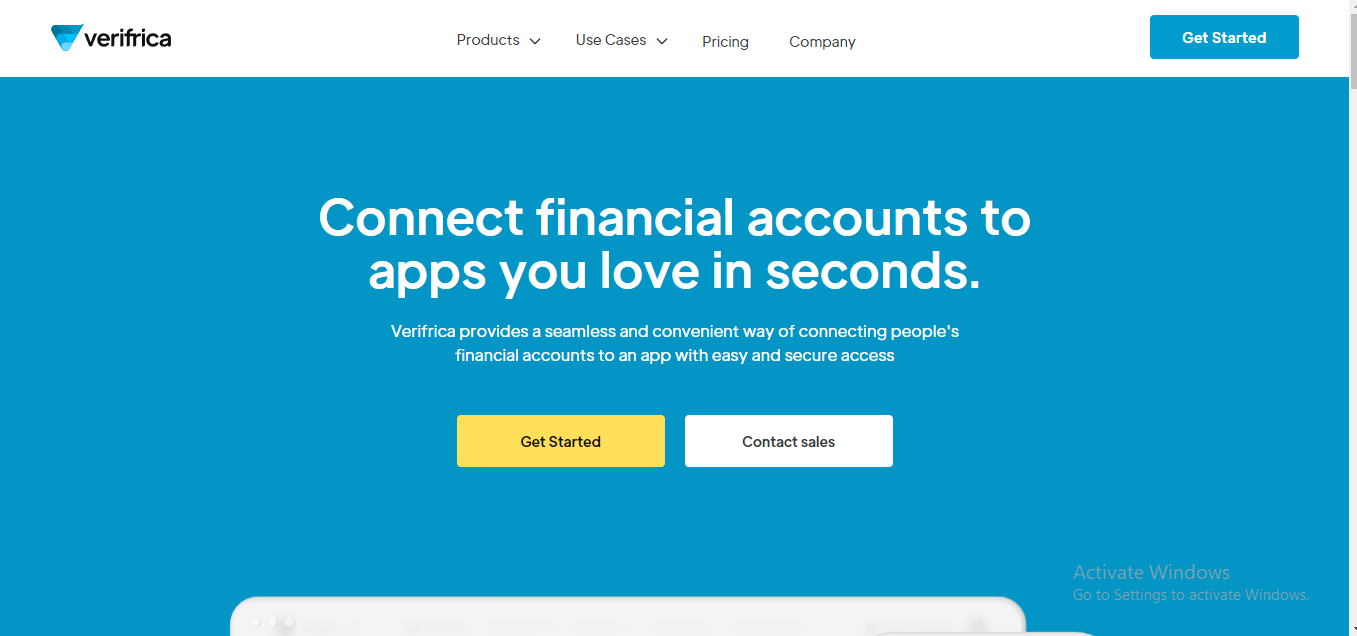 verifrica
Products
Use Cases
Pricing
Company
Get Started
Connect financial accounts to
apps you love in seconds.
Verifrica provides a seamless and convenient way of connecting people's
financial accounts to an app with easy and secure access
Get Started
Contact sales
Activate Windows
Go to Settings to activate Windows.